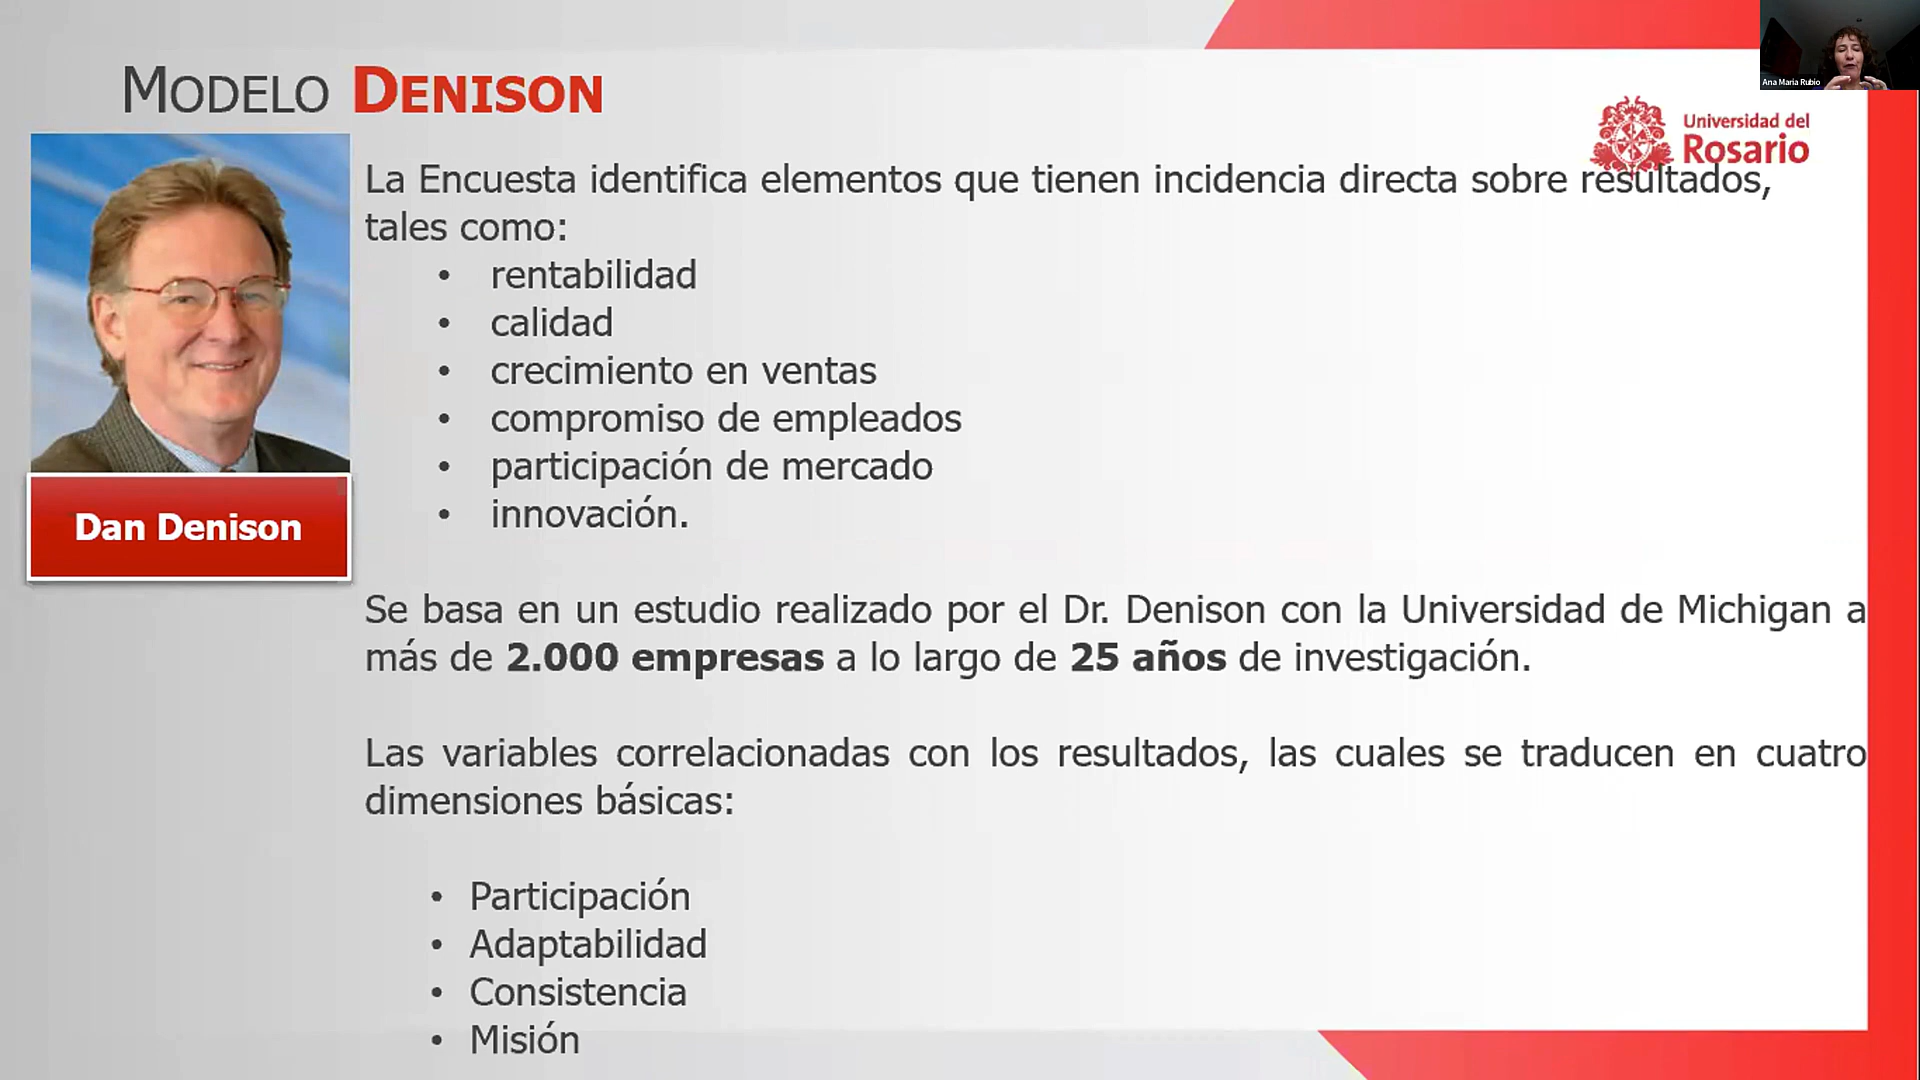 MODELO DENISON
Ana Maria Rubio
Universidad del
Rosario
Dan Denison
La Encuesta identifica elementos que tienen incidencia directa sobre resultados,
tales como:
• rentabilidad
• calidad
• crecimiento en ventas
• compromiso de empleados
• participación de mercado
• innovación.
Se basa en un estudio realizado por el Dr. Denison con la Universidad de Michigan a
más de 2.000 empresas a lo largo de 25 años de investigación.
Las variables correlacionadas con los resultados, las cuales se traducen en cuatro
dimensiones básicas:
• Participación
• Adaptabilidad
• Consistencia
• Misión